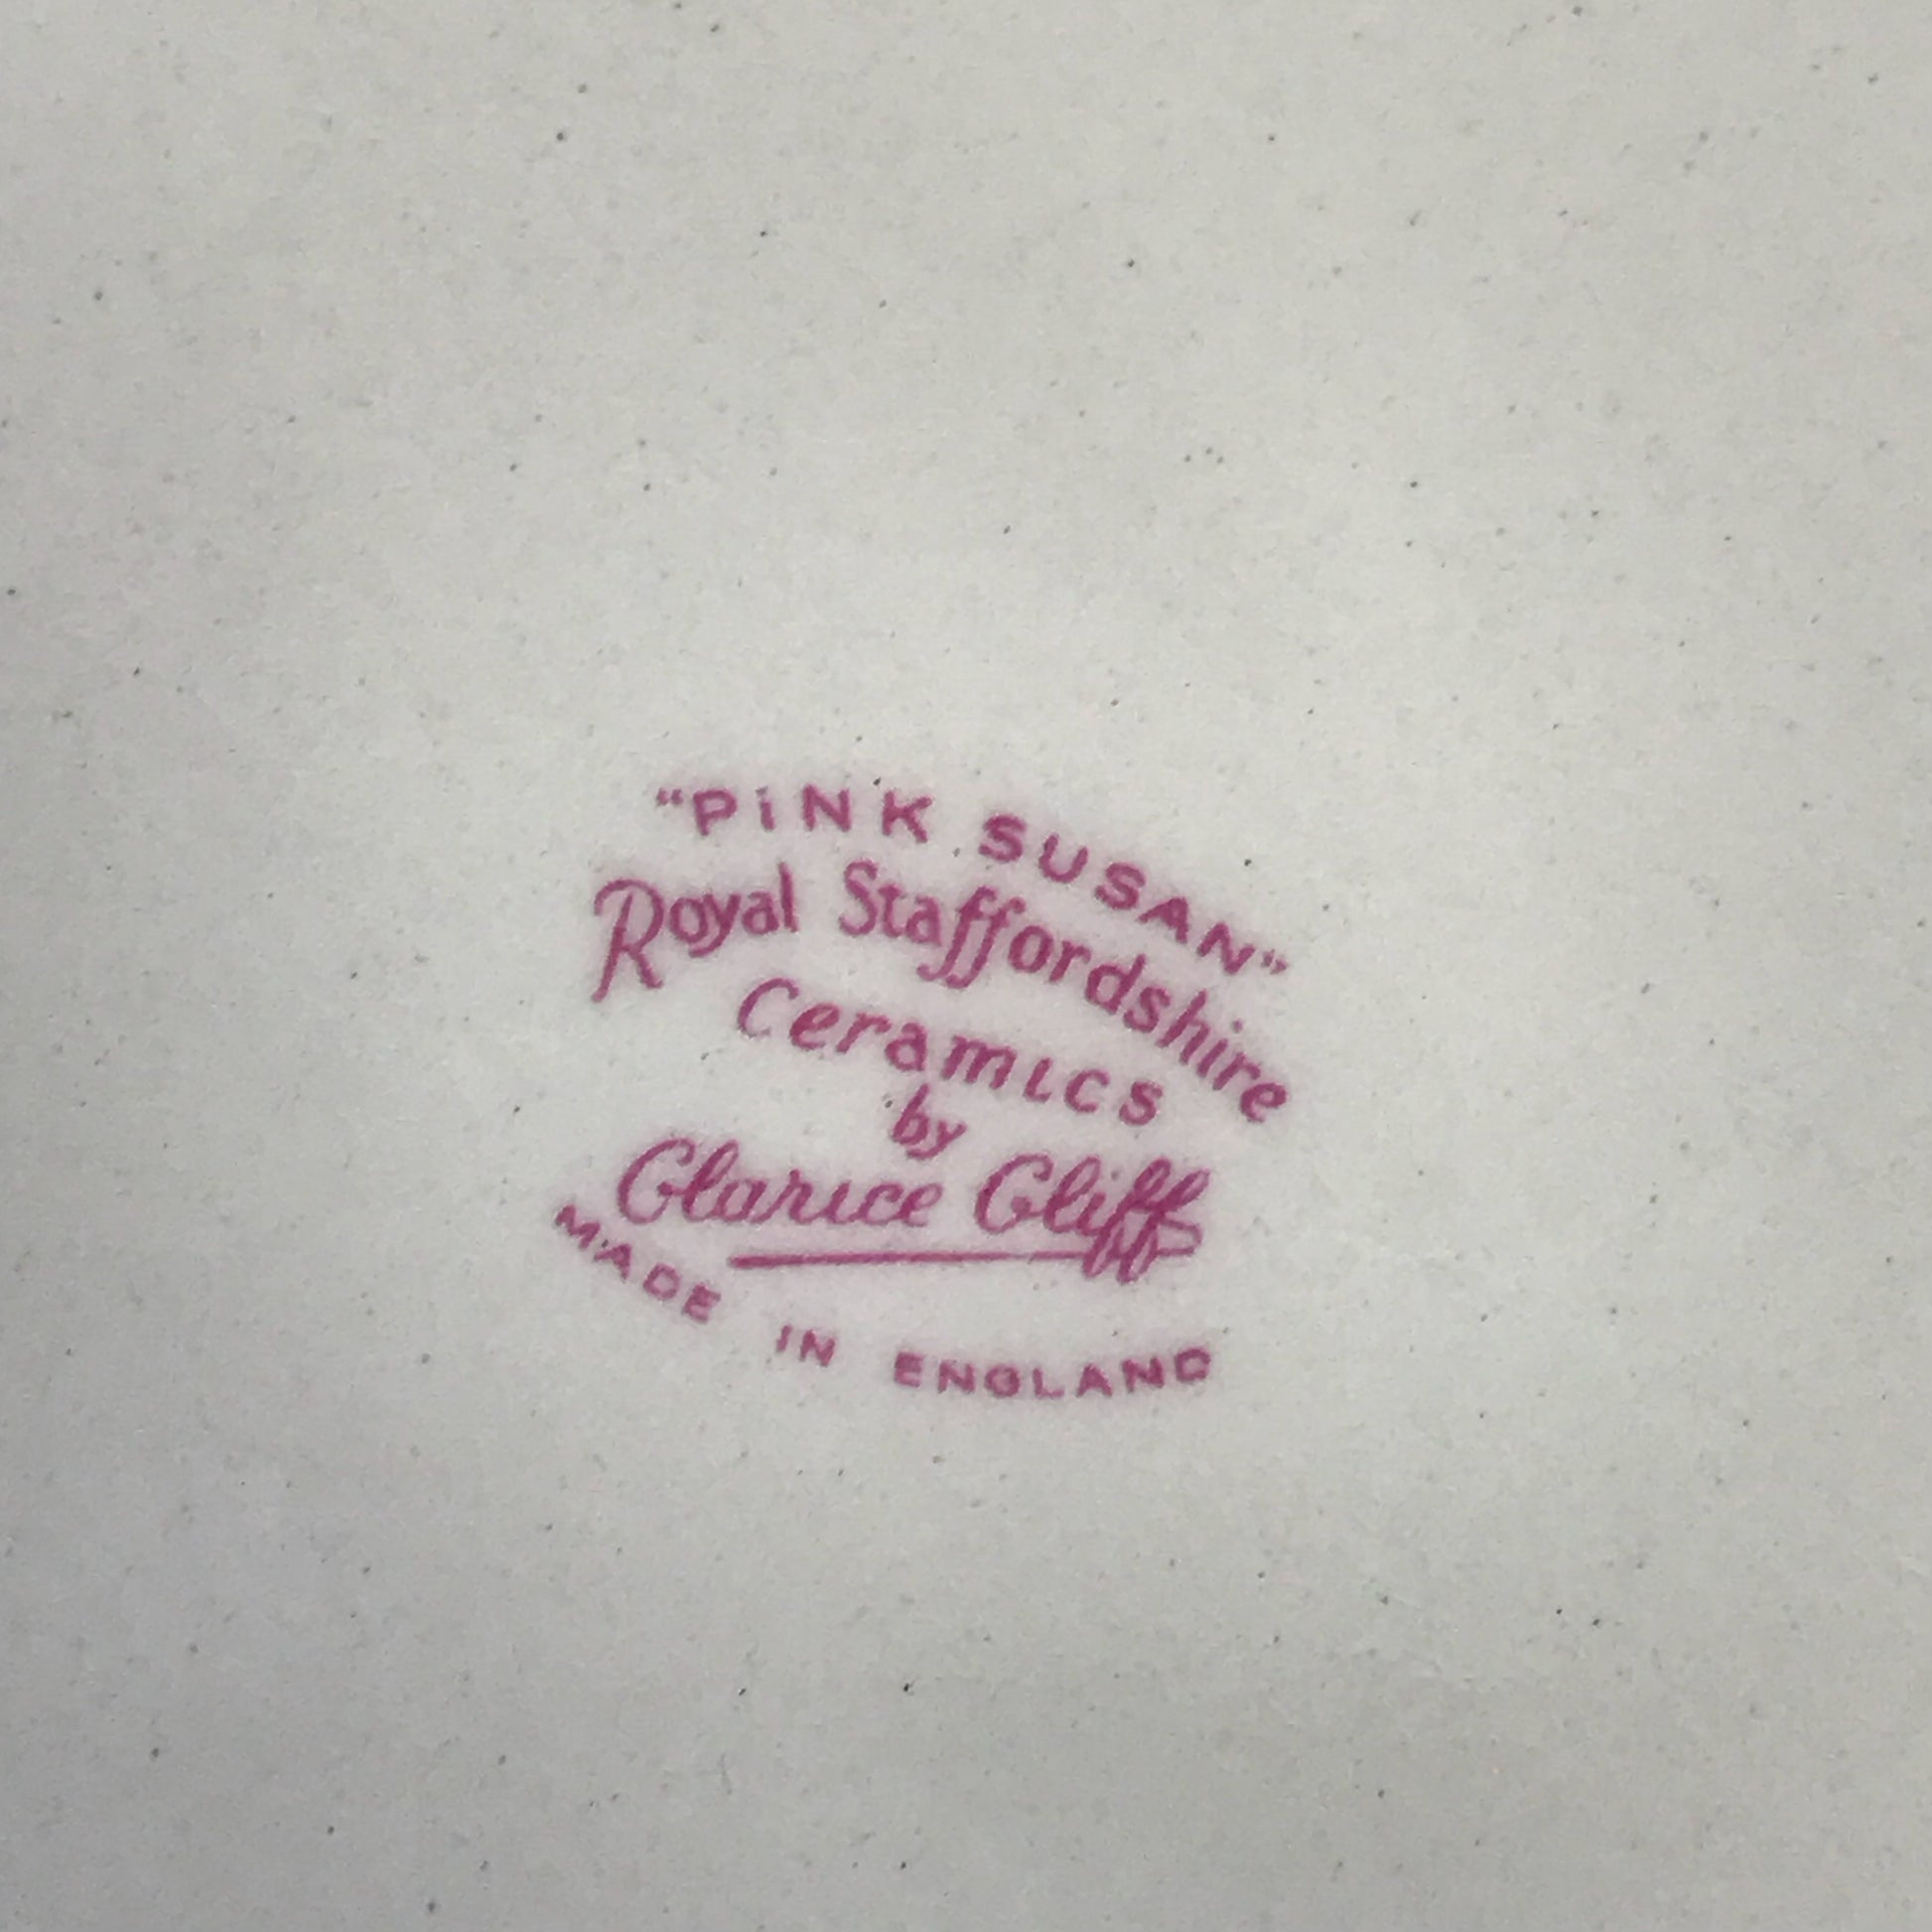 "PiNK SUSAN"
Royal Staffordshire
Ceramics
by
Clarice Cliff
MADE IN ENGLAND